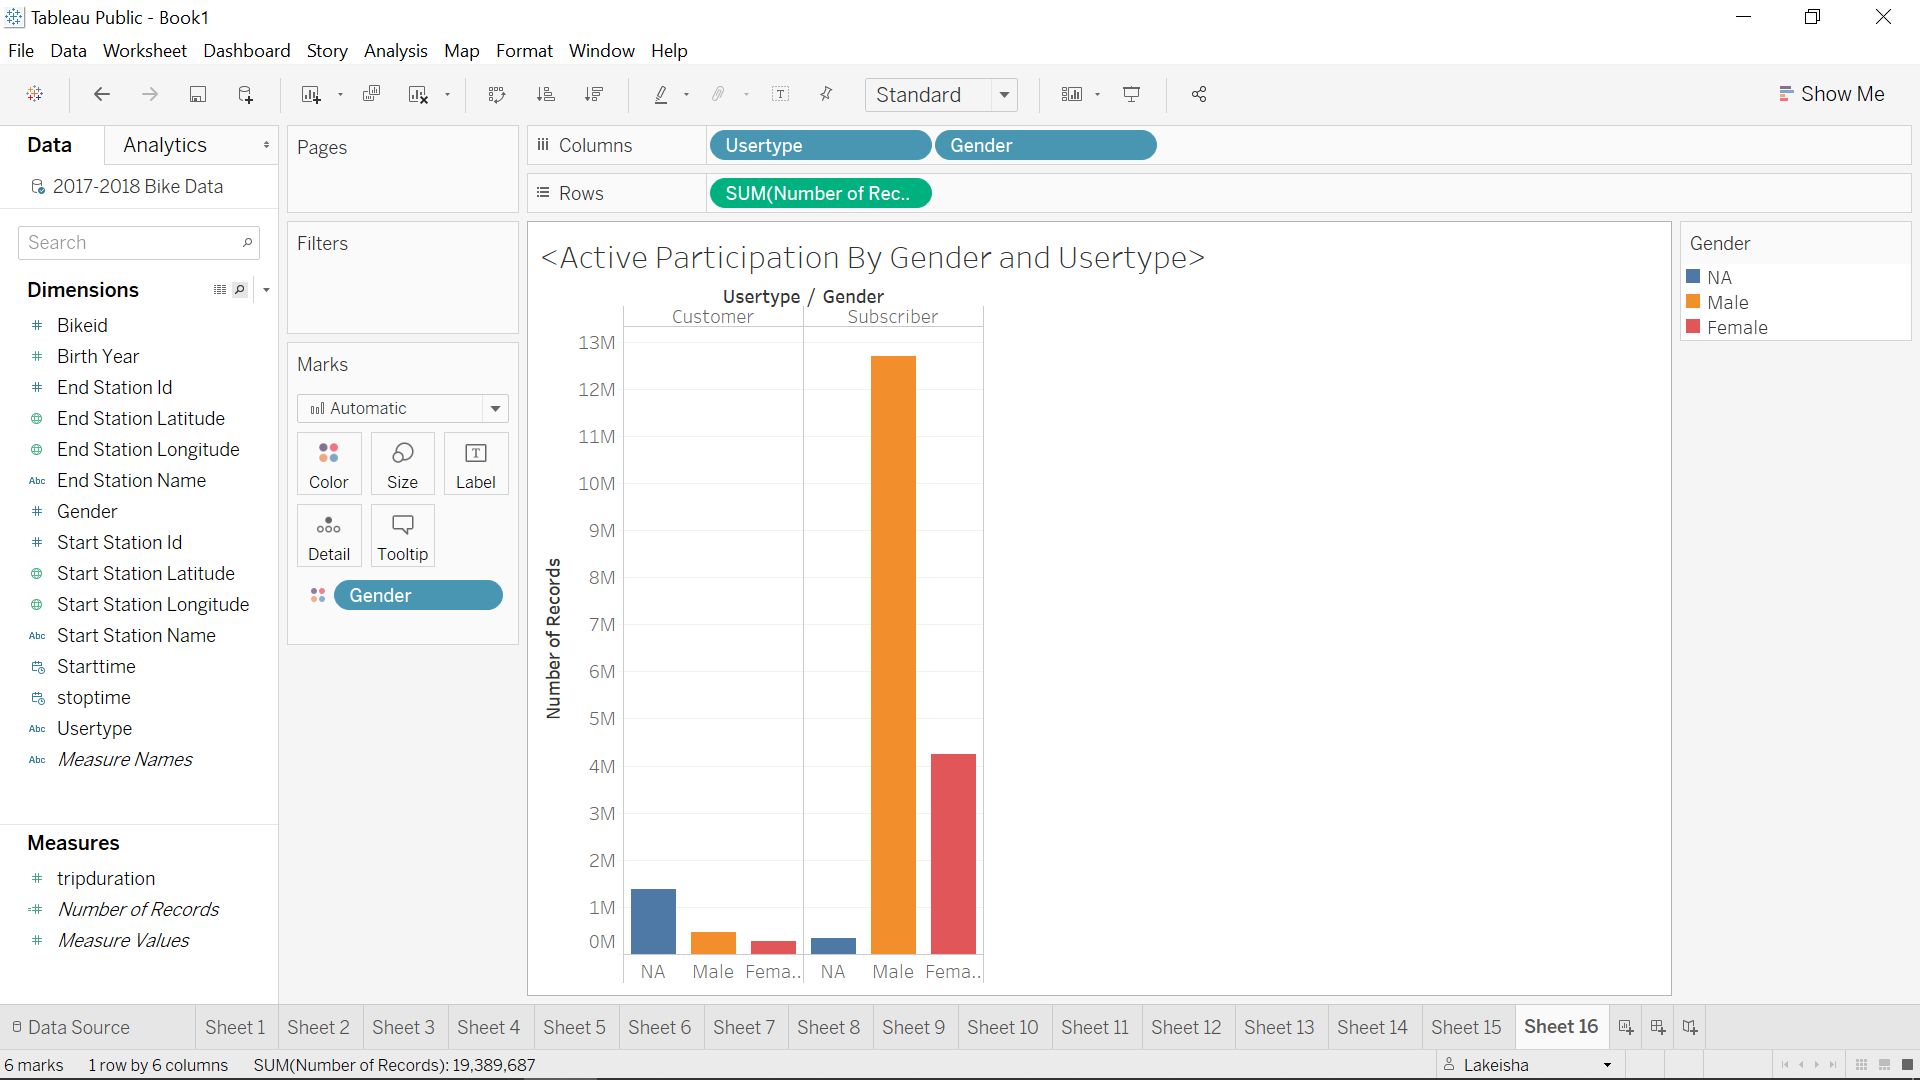 Tableau Public - Book1
File Data Worksheet Dashboard Story Analysis Map Format Window Help
Standard
Show Me
Data Analytics
2017-2018 Bike Data
Search
Dimensions
# Bikeid
# Birth Year
# End Station Id
End Station Latitude
End Station Longitude
Abc End Station Name
# Gender
# Start Station Id
Start Station Latitude
Start Station Longitude
Abc Start Station Name
Starttime
stoptime
Abc Usertype
Abc Measure Names
Measures
# tripduration
=# Number of Records
# Measure Values
Pages
Filters
Marks
Automatic
Color Size T Label
Detail Tooltip
Gender
Columns Usertype Gender
Rows SUM(Number of Rec..
<Active Participation By Gender and Usertype>
Usertype / Gender
Customer Subscriber
13M
12M
11M
10M
9M
8M
7M
6M
5M
4M
3M
2M
1M
0M
Number of Records
NA Male Fema.. NA Male Fema..
Gender
NA
Male
Female
Data Source Sheet 1 Sheet 2 Sheet 3 Sheet 4 Sheet 5 Sheet 6 Sheet 7 Sheet 8 Sheet 9 Sheet 10 Sheet 11 Sheet 12 Sheet 13 Sheet 14 Sheet 15 Sheet 16
6 marks 1 row by 6 columns SUM(Number of Records): 19,389,687
Lakeisha